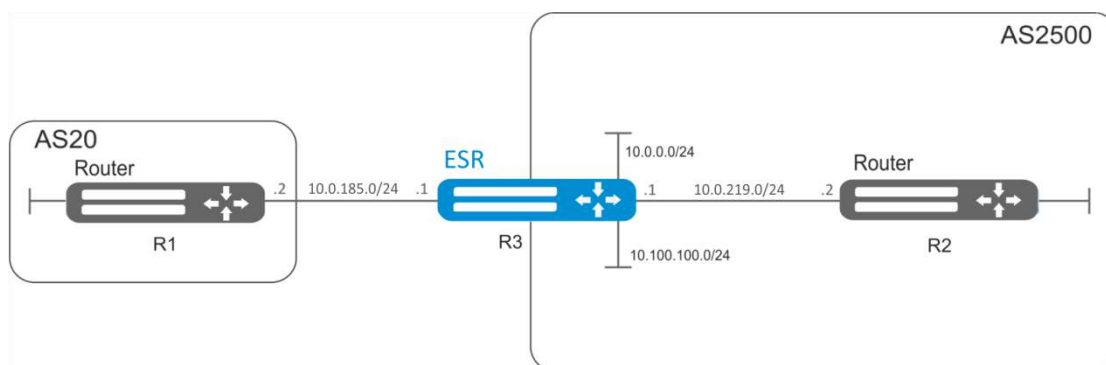 AS2500
AS20
Router
R1
.2
10.0.185.0/24
.1
ESR
R3
10.0.0.0/24
.1
10.0.219.0/24
.2
10.100.100.0/24
Router
R2